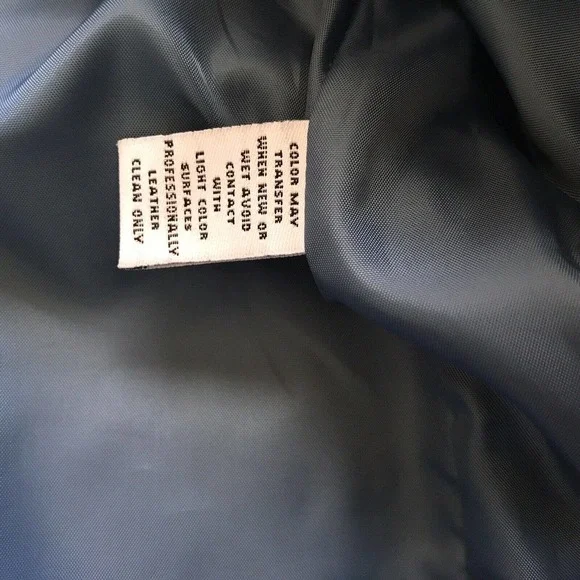 COLOR MAY
TRANSFER
WHEN NEW OR
WET AVOID
CONTACT
WITH
LIGHT COLOR
SURFACES
PROFESSIONALLY
LEATHER
CLEAN ONLY